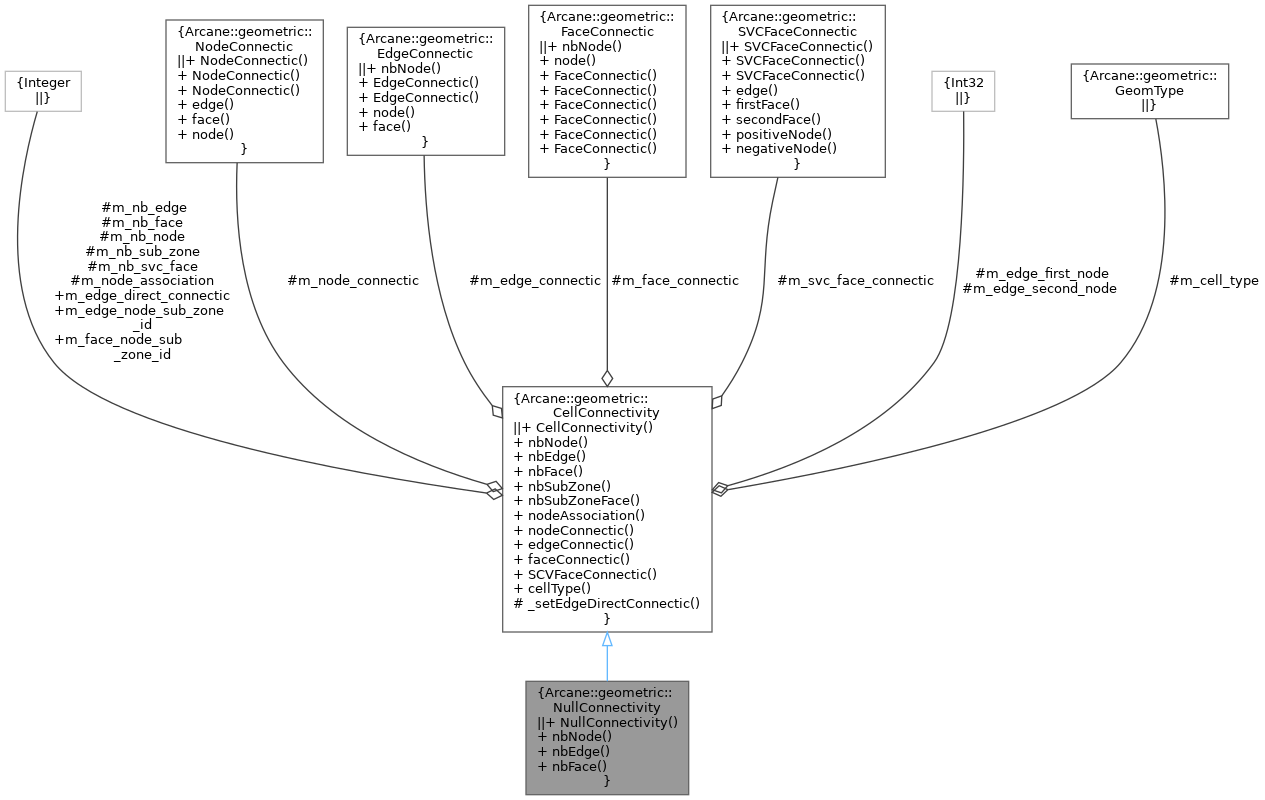 {Integer
||}
{Arcane::geometric::
NodeConnectic
||+ NodeConnectic()
+ NodeConnectic()
+ NodeConnectic()
+ edge()
+ face()
+ node()
}
{Arcane::geometric::
EdgeConnectic
||+ nbNode()
+ EdgeConnectic()
+ EdgeConnectic()
+ node()
+ face()
}
{Arcane::geometric::
FaceConnectic
||+ nbNode()
+ node()
+ FaceConnectic()
+ FaceConnectic()
+ FaceConnectic()
+ FaceConnectic()
+ FaceConnectic()
+ FaceConnectic()
}
{Arcane::geometric::
SVCFaceConnectic
||+ SVCFaceConnectic()
+ SVCFaceConnectic()
+ SVCFaceConnectic()
+ edge()
+ firstFace()
+ secondFace()
+ positiveNode()
+ negativeNode()
}
{Int32
||}
{Arcane::geometric::
GeomType
||}
#m_nb_edge
#m_nb_face
#m_nb_node
#m_nb_sub_zone
#m_nb_svc_face
#m_node_association
+m_edge_direct_connectic
+m_edge_node_sub_zone
_id
+m_face_node_sub
_zone_id
#m_node_connectic
#m_edge_connectic
#m_face_connectic
#m_svc_face_connectic
#m_edge_first_node
#m_edge_second_node
#m_cell_type
{Arcane::geometric::
CellConnectivity
||+ CellConnectivity()
+ nbNode()
+ nbEdge()
+ nbFace()
+ nbSubZone()
+ nbSubZoneFace()
+ nodeAssociation()
+ nodeConnectic()
+ edgeConnectic()
+ faceConnectic()
+ SCVFaceConnectic()
+ cellType()
# _setEdgeDirectConnectic()
}
{Arcane::geometric::
NullConnectivity
||+ NullConnectivity()
+ nbNode()
+ nbEdge()
+ nbFace()
}